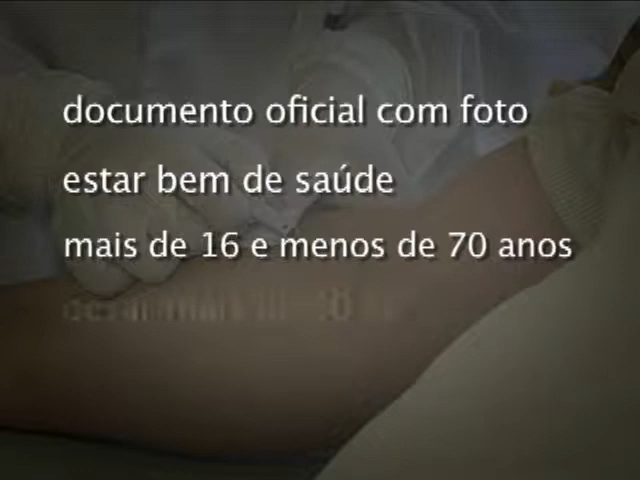 documento oficial com foto
estar bem de saúde
mais de 16 e menos de 70 anos